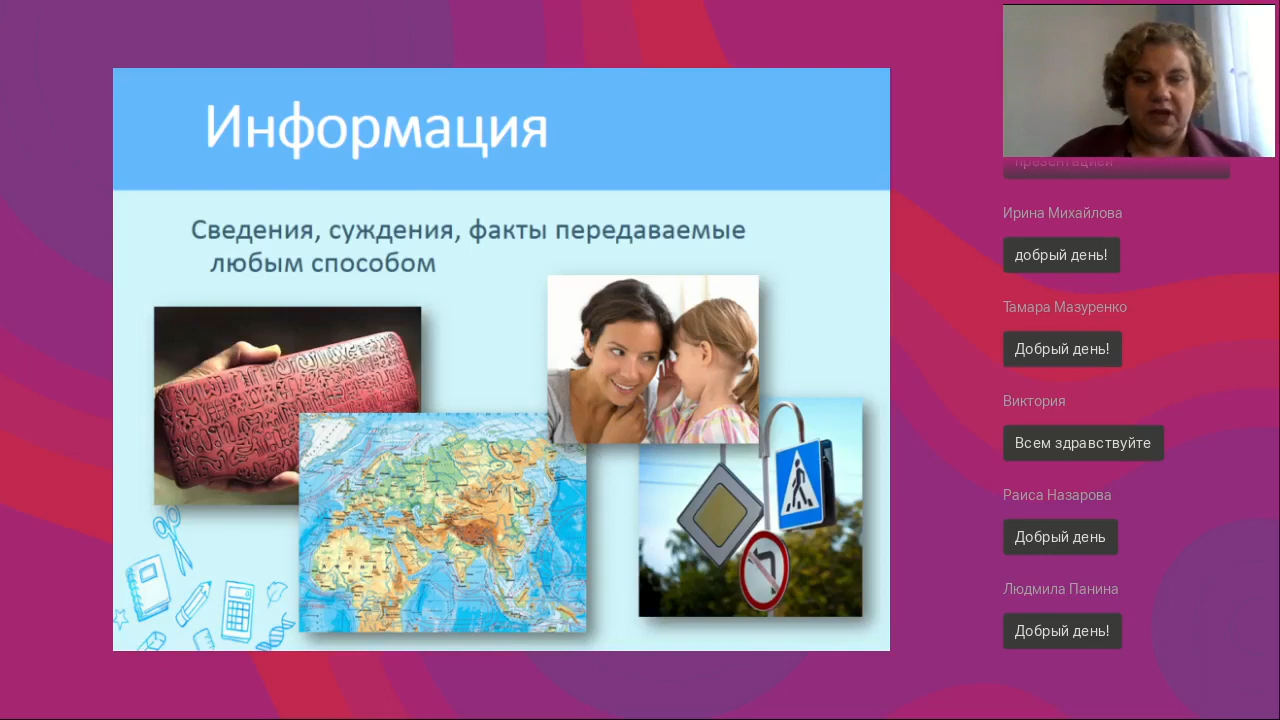 Информация
Сведения, суждения, факты передаваемые
любым способом
презентацией
Ирина Михайлова
добрый день!
Тамара Мазуренко
Добрый день!
Виктория
Всем здравствуйте
Раиса Назарова
Добрый день
Людмила Панина
Добрый день!